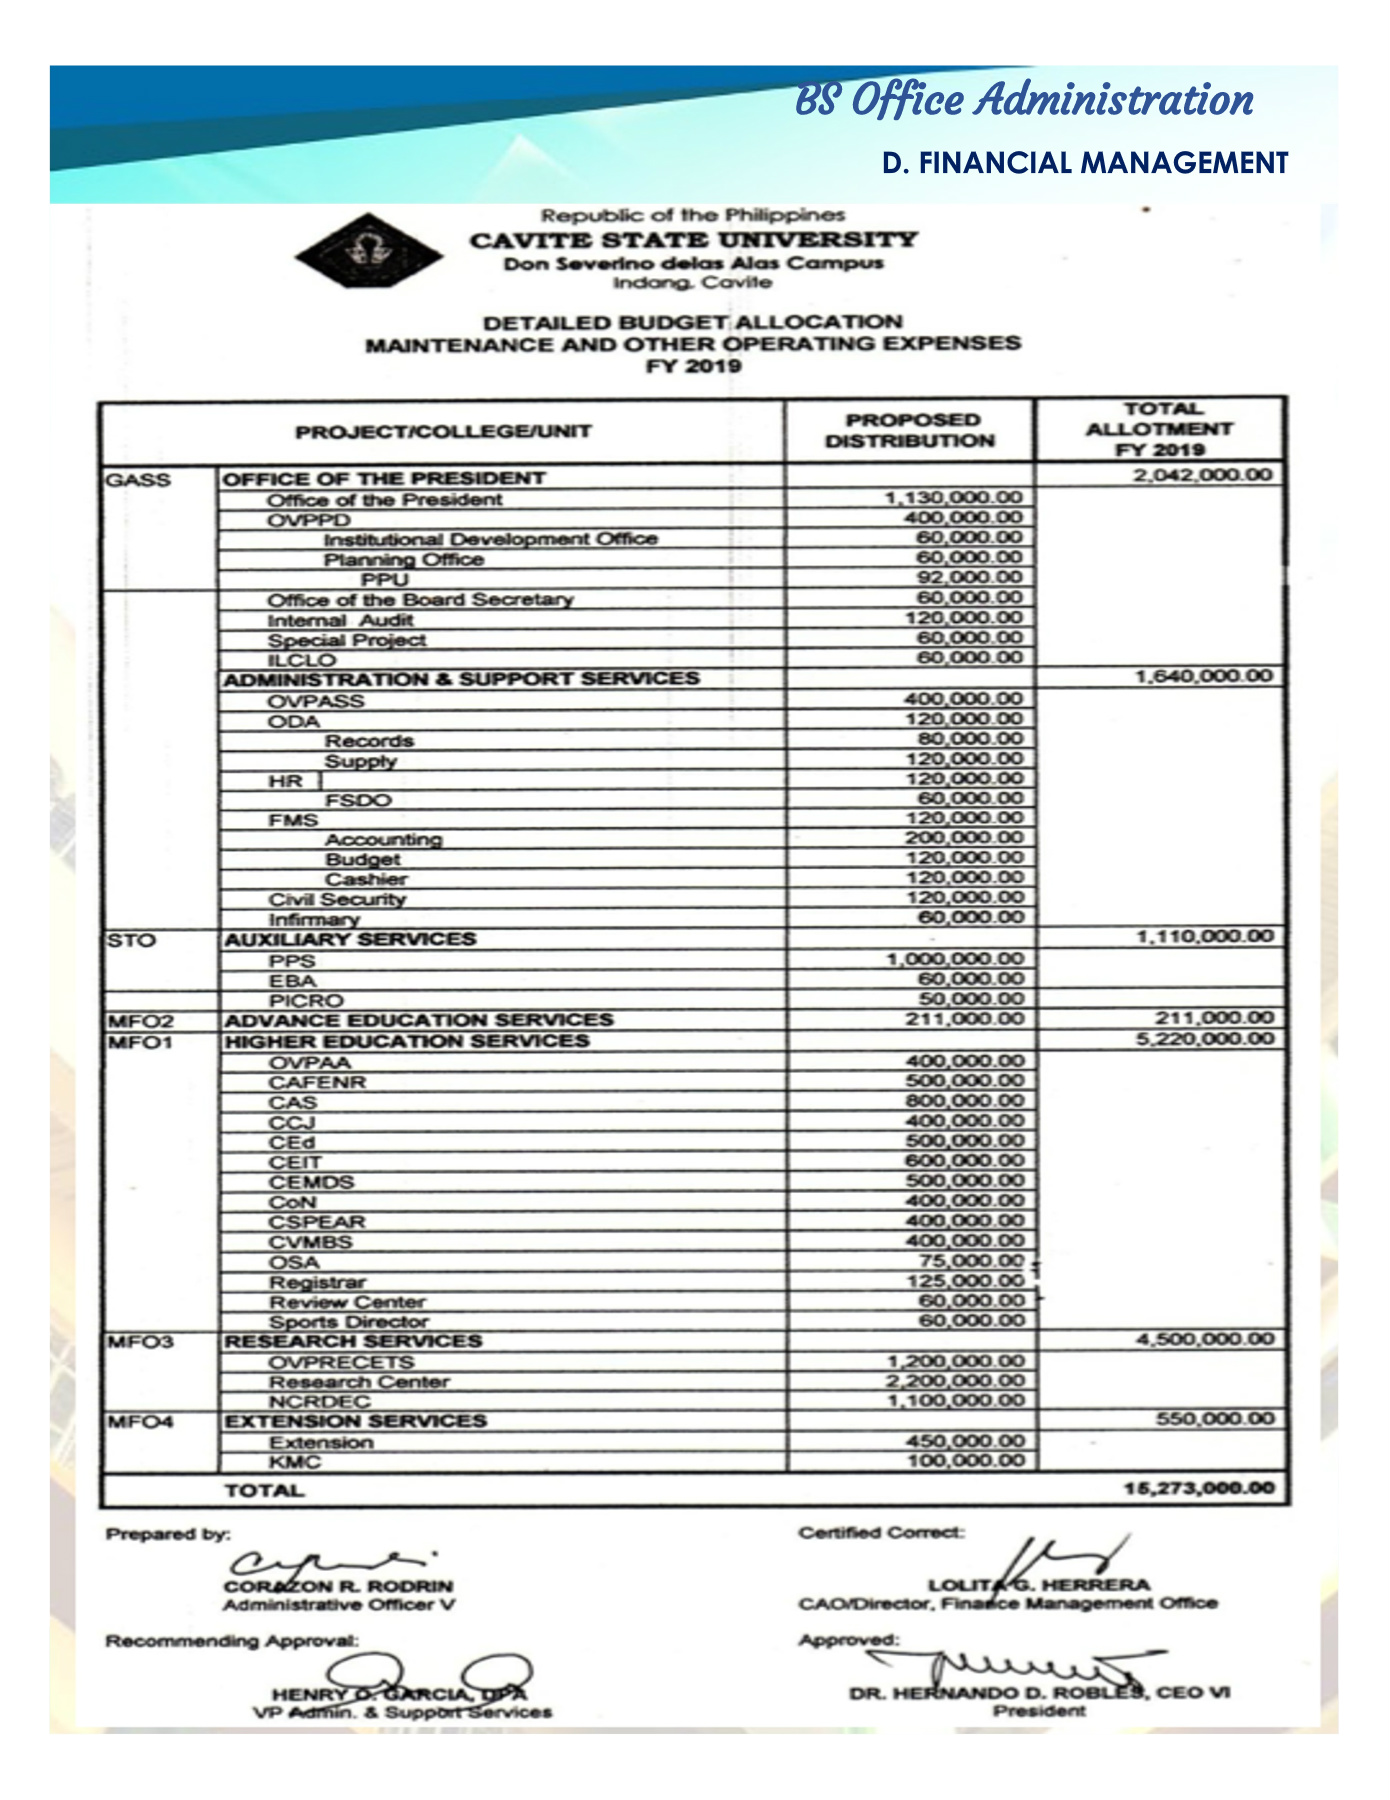 BS Office Administration
D. FINANCIAL MANAGEMENT
Republic of the Philippines
CAVITE STATE UNIVERSITY
Don Severino delas Alas Campus
Indang, Cavite
DETAILED BUDGET ALLOCATION
MAINTENANCE AND OTHER OPERATING EXPENSES
FY 2019
PROJECT/COLLEGE/UNIT PROPOSED DISTRIBUTION TOTAL ALLOTMENT FY 2019
GASS OFFICE OF THE PRESIDENT 2,042,000.00
Office of the President 1,130,000.00
OVPPD 400,000.00
Institutional Development Office 60,000.00
Planning Office 60,000.00
PPU 92,000.00
Office of the Board Secretary 60,000.00
Internal Audit 120,000.00
Special Project 60,000.00
ILCLO 60,000.00
ADMINISTRATION & SUPPORT SERVICES 1,640,000.00
OVPASS 400,000.00
ODA 120,000.00
Records 80,000.00
Supply 120,000.00
HR 120,000.00
FSDO 60,000.00
FMS 120,000.00
Accounting 200,000.00
Budget 120,000.00
Cashier 120,000.00
Civil Security 120,000.00
Infirmary 60,000.00
STO AUXILIARY SERVICES - 1,110,000.00
PPS 1,000,000.00
EBA 60,000.00
PICRO 50,000.00
MFO2 ADVANCE EDUCATION SERVICES 211,000.00 211,000.00
MFO1 HIGHER EDUCATION SERVICES 5,220,000.00
OVPAA 400,000.00
CAFENR 500,000.00
CAS 800,000.00
CCJ 400,000.00
CEd 500,000.00
CEIT 600,000.00
CEMDS 500,000.00
CoN 400,000.00
CSPEAR 400,000.00
CVMBS 400,000.00
OSA 75,000.00
Registrar 125,000.00
Review Center 60,000.00
Sports Director 60,000.00
MFO3 RESEARCH SERVICES 4,500,000.00
OVPRECETS 1,200,000.00
Research Center 2,200,000.00
NCRDEC 1,100,000.00
MFO4 EXTENSION SERVICES 550,000.00
Extension 450,000.00
KMC 100,000.00
TOTAL 15,273,000.00
Prepared by: Certified Correct:
CORAZON R. RODRIN LOLITA G. HERRERA
Administrative Officer V CAO/Director, Finance Management Office
Recommending Approval: Approved:
HENRY O. GARCIA, DPA DR. HERNANDO D. ROBLES, CEO VI
VP Admin. & Support Services President